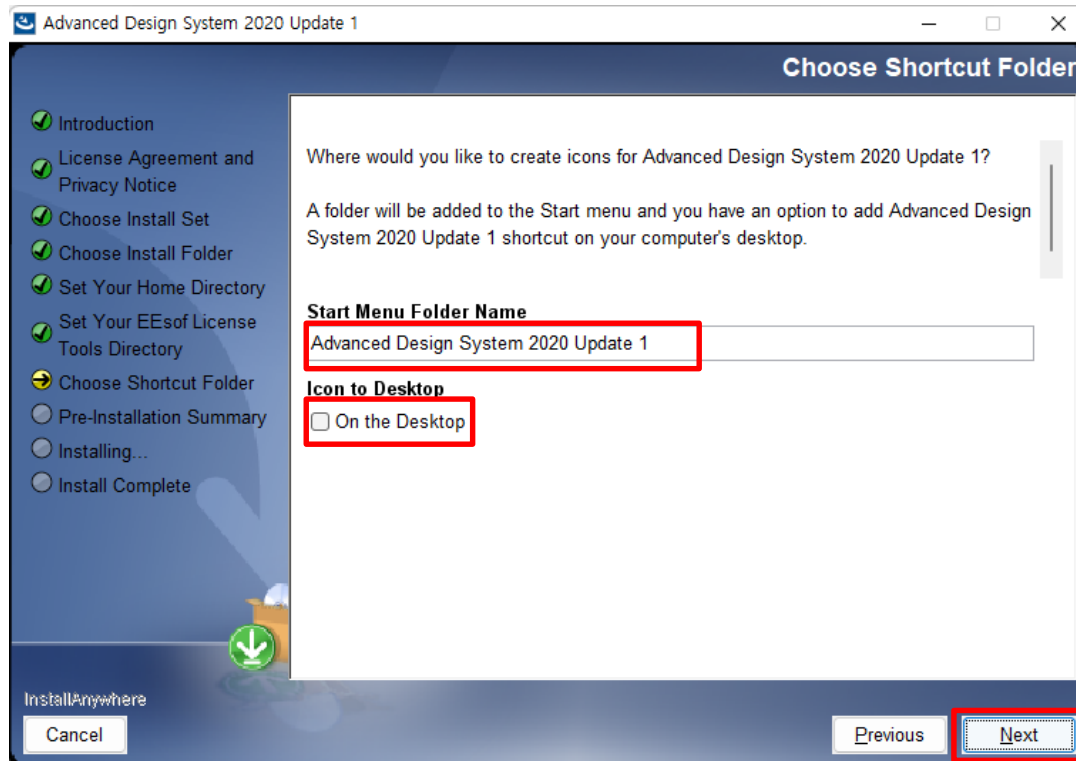 Advanced Design System 2020 Update 1
Choose Shortcut Folder
Introduction
License Agreement and
Privacy Notice
Choose Install Set
Choose Install Folder
Set Your Home Directory
Set Your EEsof License
Tools Directory
Choose Shortcut Folder
Pre-Installation Summary
Installing...
Install Complete
Where would you like to create icons for Advanced Design System 2020 Update 1?
A folder will be added to the Start menu and you have an option to add Advanced Design
System 2020 Update 1 shortcut on your computer's desktop.
Start Menu Folder Name
Advanced Design System 2020 Update 1
Icon to Desktop
On the Desktop
InstallAnywhere
Cancel
Previous
Next